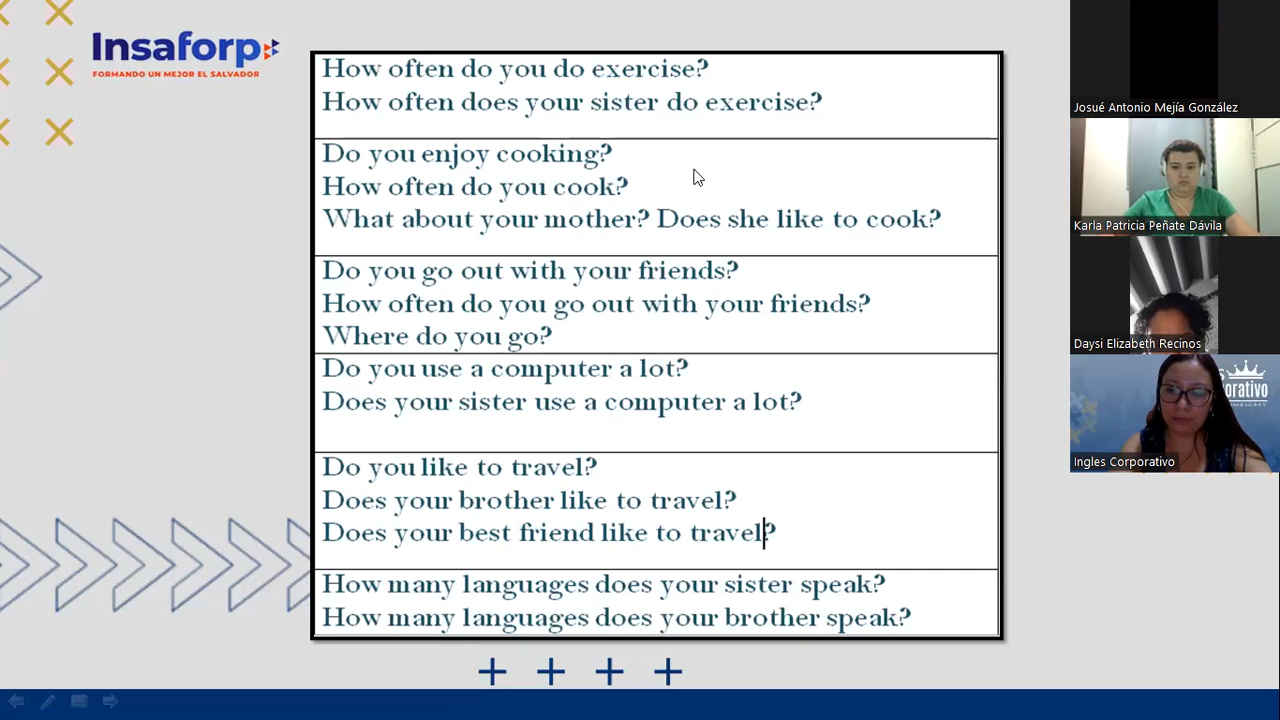 Insaforp
FORMANDO UN MEJOR EL SALVADOR
How often do you do exercise?
How often does your sister do exercise?
Do you enjoy cooking?
How often do you cook?
What about your mother? Does she like to cook?
Do you go out with your friends?
How often do you go out with your friends?
Where do you go?
Do you use a computer a lot?
Does your sister use a computer a lot?
Do you like to travel?
Does your brother like to travel?
Does your best friend like to travel?
How many languages does your sister speak?
How many languages does your brother speak?
Josué Antonio Mejía González
Karla Patricia Peñate Dávila
Daysi Elizabeth Recinos
Ingles Corporativo